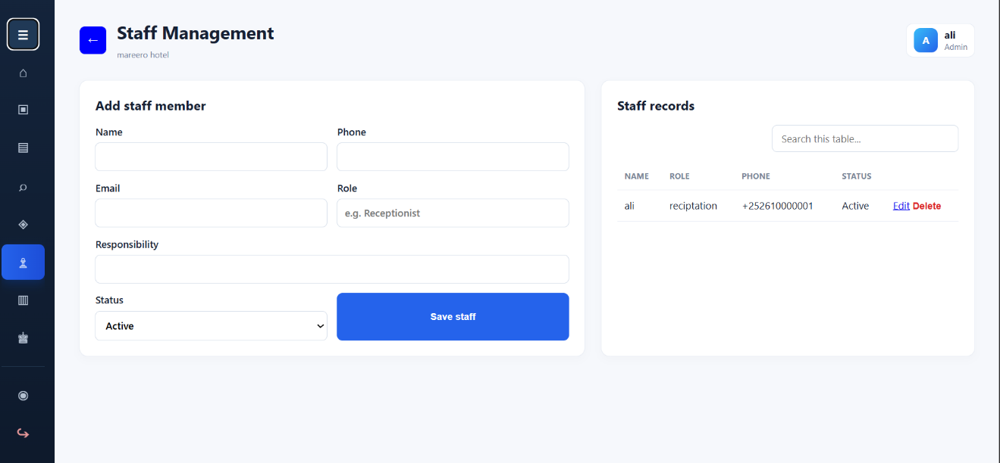 Staff Management
mareero hotel
A
ali
Admin
Add staff member
Name
Phone
Email
Role
e.g. Receptionist
Responsibility
Status
Active
Save staff
Staff records
Search this table...
NAME ROLE PHONE STATUS
ali reciptation +252610000001 Active Edit Delete